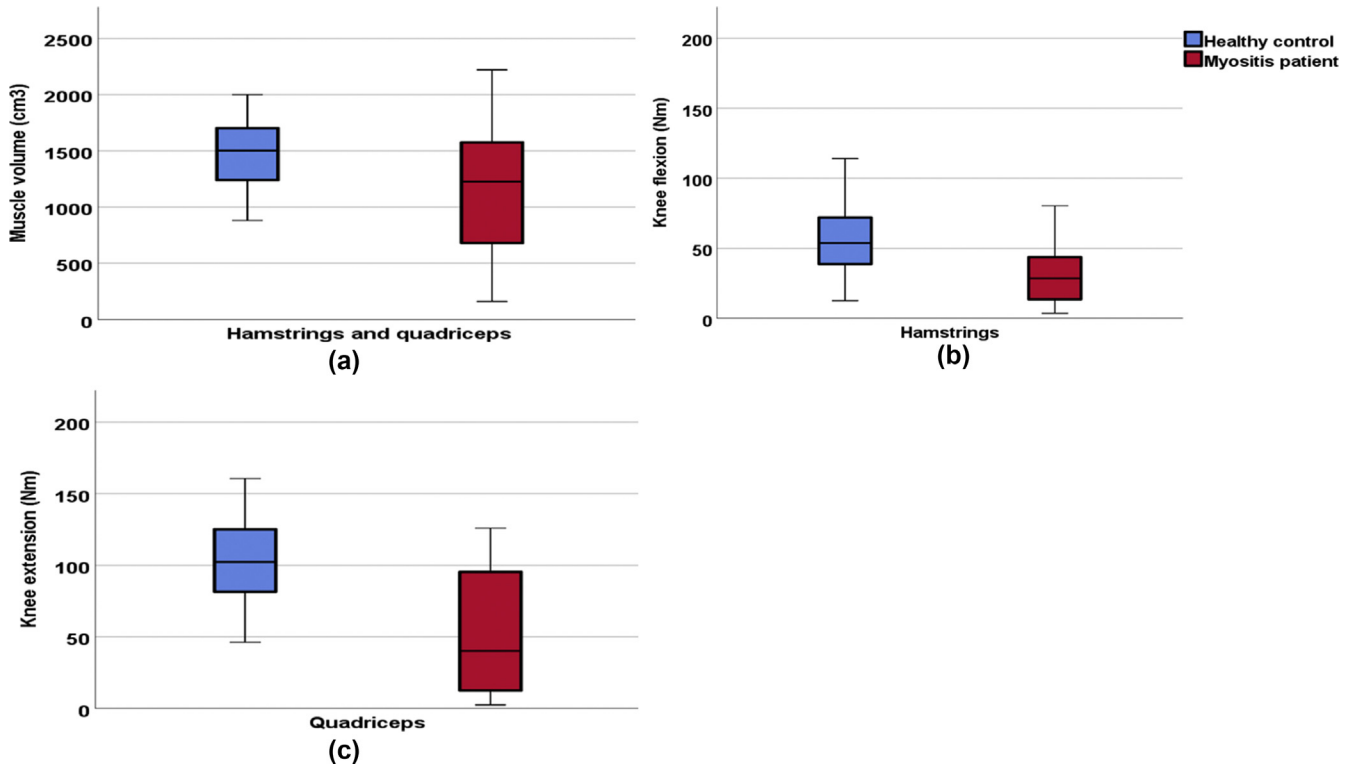 2500
2000
1500
1000
500
0
Muscle volume (cm3)
Hamstrings and quadriceps
(a)
200
150
100
50
0
Knee flexion (Nm)
Hamstrings
(b)
Healthy control
Myositis patient
200
150
100
50
0
Knee extension (Nm)
Quadriceps
(c)